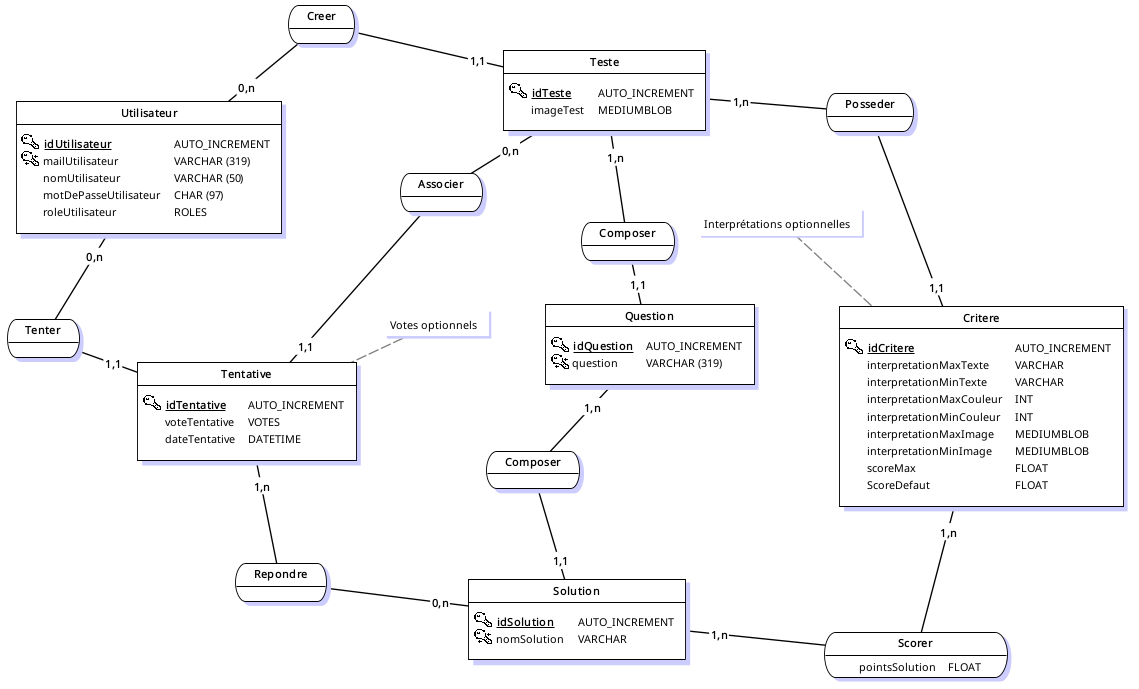 Creer
0,n
1,1
Teste
idTeste AUTO_INCREMENT
imageTest MEDIUMBLOB
1,n
Posseder
Utilisateur
idUtilisateur AUTO_INCREMENT
mailUtilisateur VARCHAR (319)
nomUtilisateur VARCHAR (50)
motDePasseUtilisateur CHAR (97)
roleUtilisateur ROLES
0,n
Associer
1,n
Composer
Interprétations optionnelles
0,n
1,1
1,1
Tenter
1,1
Votes optionnels
1,1
Question
idQuestion AUTO_INCREMENT
question VARCHAR (319)
Critere
idCritere AUTO_INCREMENT
interpretationMaxTexte VARCHAR
interpretationMinTexte VARCHAR
interpretationMaxCouleur INT
interpretationMinCouleur INT
interpretationMaxImage MEDIUMBLOB
interpretationMinImage MEDIUMBLOB
scoreMax FLOAT
ScoreDefaut FLOAT
Tentative
idTentative AUTO_INCREMENT
voteTentative VOTES
dateTentative DATETIME
1,n
Composer
1,n
1,n
1,1
Repondre
0,n
Solution
idSolution AUTO_INCREMENT
nomSolution VARCHAR
1,n
Scorer
pointsSolution FLOAT